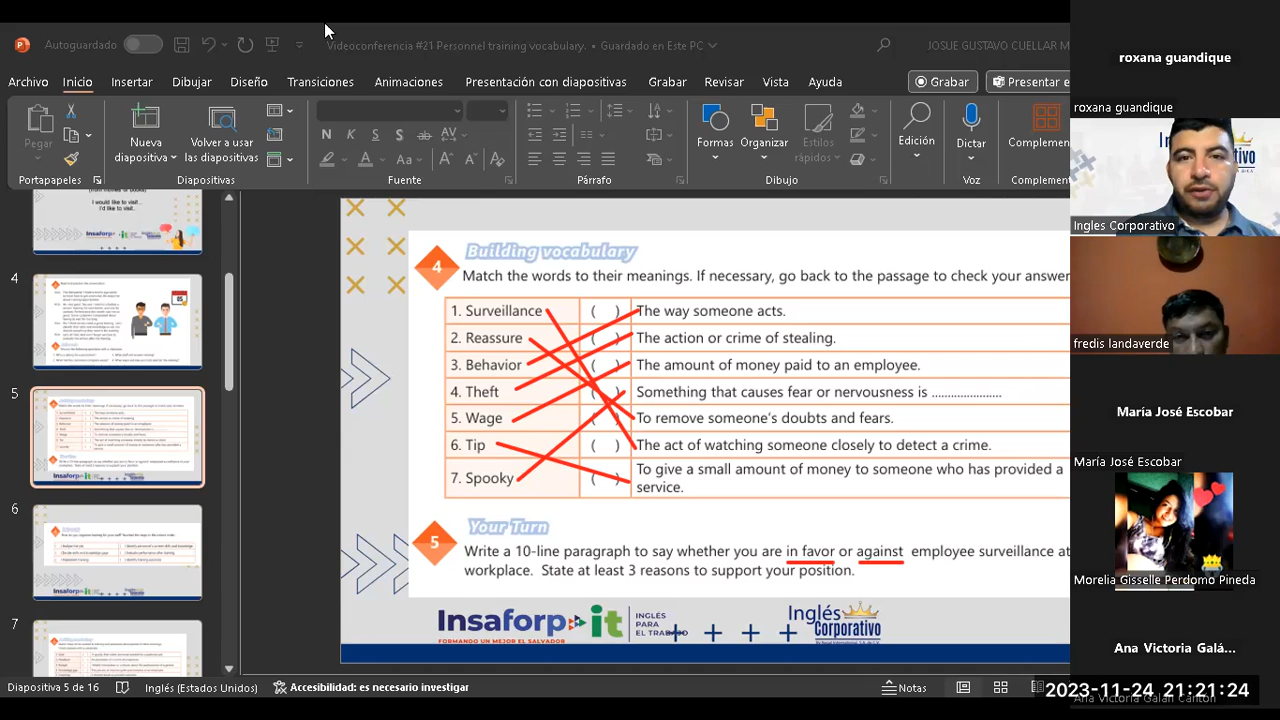 Autoguardado
Videoconferencia #21 Personnel training vocabulary. • Guardado en Este PC
JOSUE GUSTAVO CUELLAR M
Archivo Inicio Insertar Dibujar Diseño Transiciones Animaciones Presentación con diapositivas Grabar Revisar Vista Ayuda Grabar Presentar e
Pegar
Nueva diapositiva
Volver a usar las diapositivas
Formas Organizar Estilos rápidos Edición Dictar Complemen
Portapapeles Diapositivas Fuente Párrafo Dibujo Voz Complement
I would like to visit...
I'd like to visit.
4
5
6
7
4 Building vocabulary
Match the words to their meanings. If necessary, go back to the passage to check your answer
1. Surveillance ( ) The way someone acts.
2. Reassure ( ) The action or crime of stealing.
3. Behavior ( ) The amount of money paid to an employee.
4. Theft ( ) Something that causes fear or nervousness is ......................
5. Wage ( ) To remove someone's doubts and fears.
6. Tip ( ) The act of watching someone closely to detect a crime.
7. Spooky ( ) To give a small amount of money to someone who has provided a
service.
5 Your Turn
Write a 10-line paragraph to say whether you are in favor or against employee surveillance at
workplace. State at least 3 reasons to support your position.
Insaforp it
FORMANDO UN MEJOR EL SALVADOR
INGLÉS
PARA
EL TRABAJO
Inglés
Corporativo
Diapositiva 5 de 16 Inglés (Estados Unidos) Accesibilidad: es necesario investigar Notas
roxana guandique
roxana guandique
Ingles Corporativo
fredis landaverde
María José Escobar
María José Escobar
Morelia Gisselle Perdomo Pineda
Ana Victoria Galá...
2023-11-24 21:21:24
Ana Victoria Galán Cantón